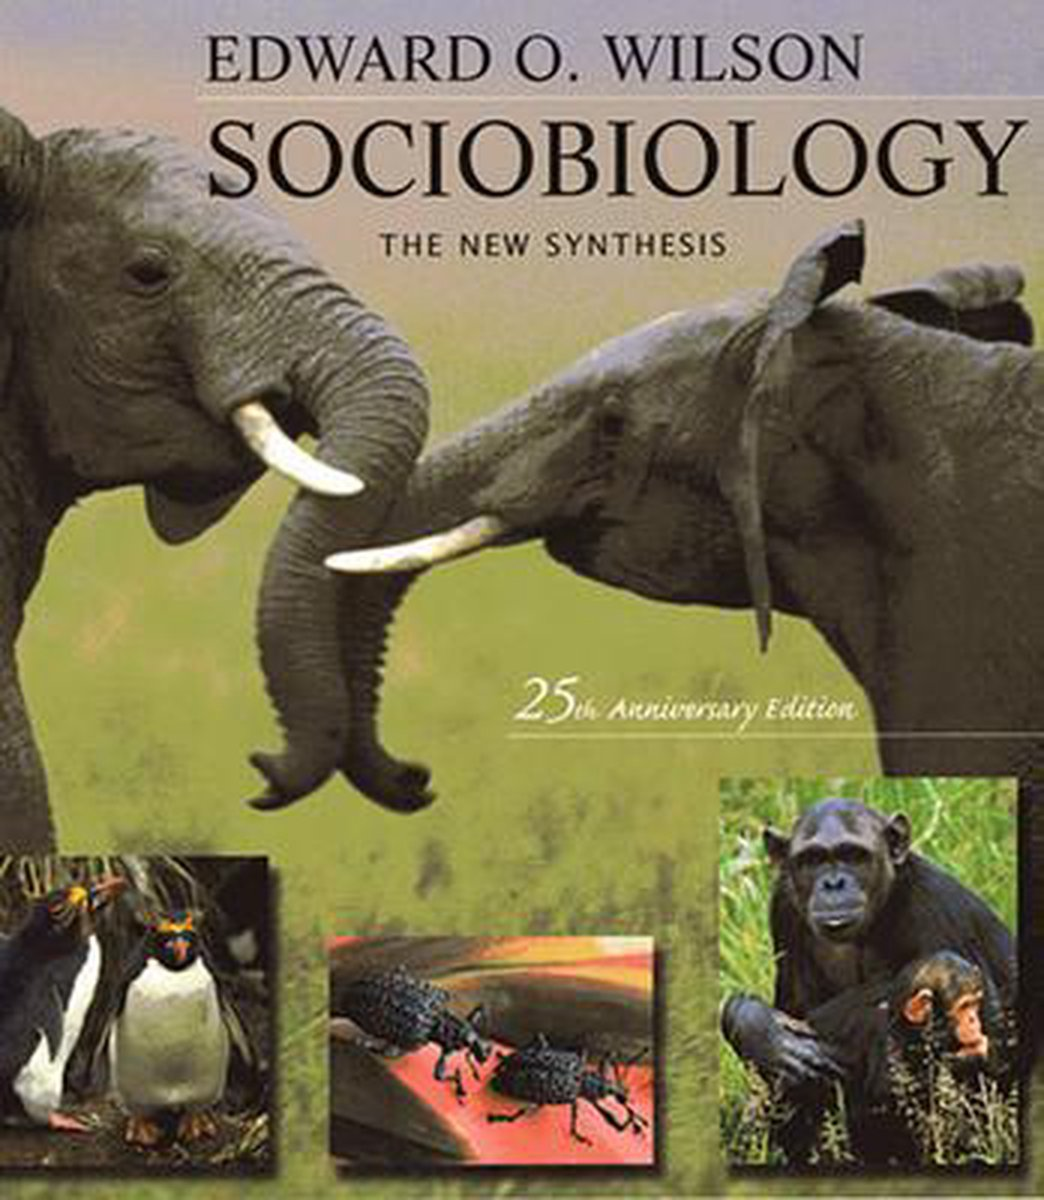 EDWARD O. WILSON
SOCIOBIOLOGY
THE NEW SYNTHESIS
25th Anniversary Edition